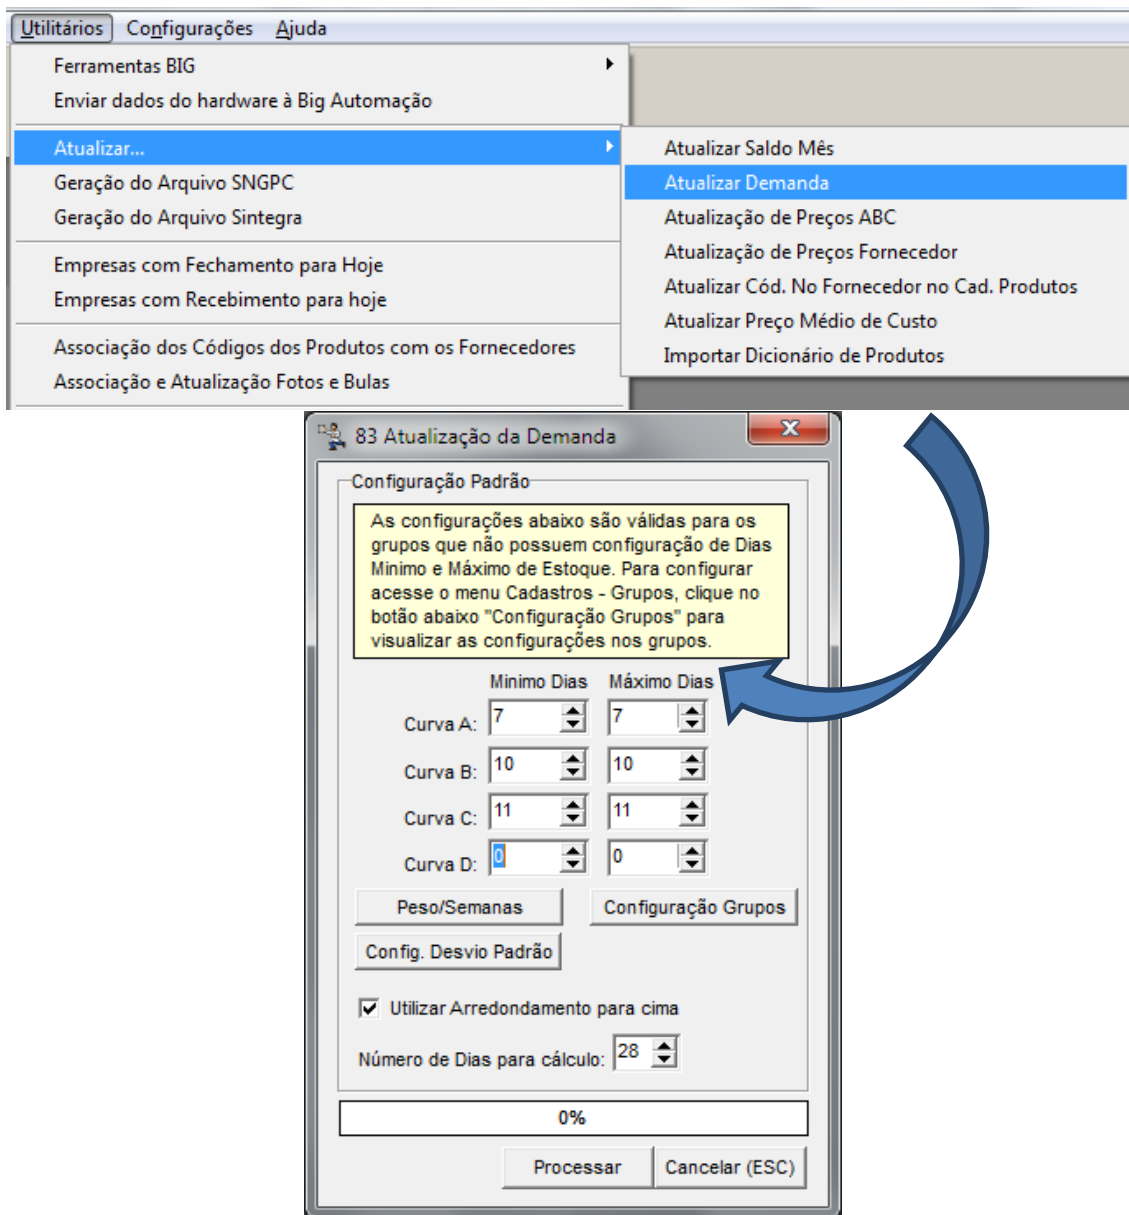 Utilitários Configurações Ajuda
Ferramentas BIG
Enviar dados do hardware à Big Automação
Atualizar...
Geração do Arquivo SNGPC
Geração do Arquivo Sintegra
Empresas com Fechamento para Hoje
Empresas com Recebimento para hoje
Associação dos Códigos dos Produtos com os Fornecedores
Associação e Atualização Fotos e Bulas
Atualizar Saldo Mês
Atualizar Demanda
Atualização de Preços ABC
Atualização de Preços Fornecedor
Atualizar Cód. No Fornecedor no Cad. Produtos
Atualizar Preço Médio de Custo
Importar Dicionário de Produtos
83 Atualização da Demanda
Configuração Padrão
As configurações abaixo são válidas para os
grupos que não possuem configuração de Dias
Minimo e Máximo de Estoque. Para configurar
acesse o menu Cadastros - Grupos, clique no
botão abaixo "Configuração Grupos" para
visualizar as configurações nos grupos.
Minimo Dias Máximo Dias
Curva A: 7 7
Curva B: 10 10
Curva C: 11 11
Curva D: 0 0
Peso/Semanas Configuração Grupos
Config. Desvio Padrão
Utilizar Arredondamento para cima
Número de Dias para cálculo: 28
0%
Processar Cancelar (ESC)